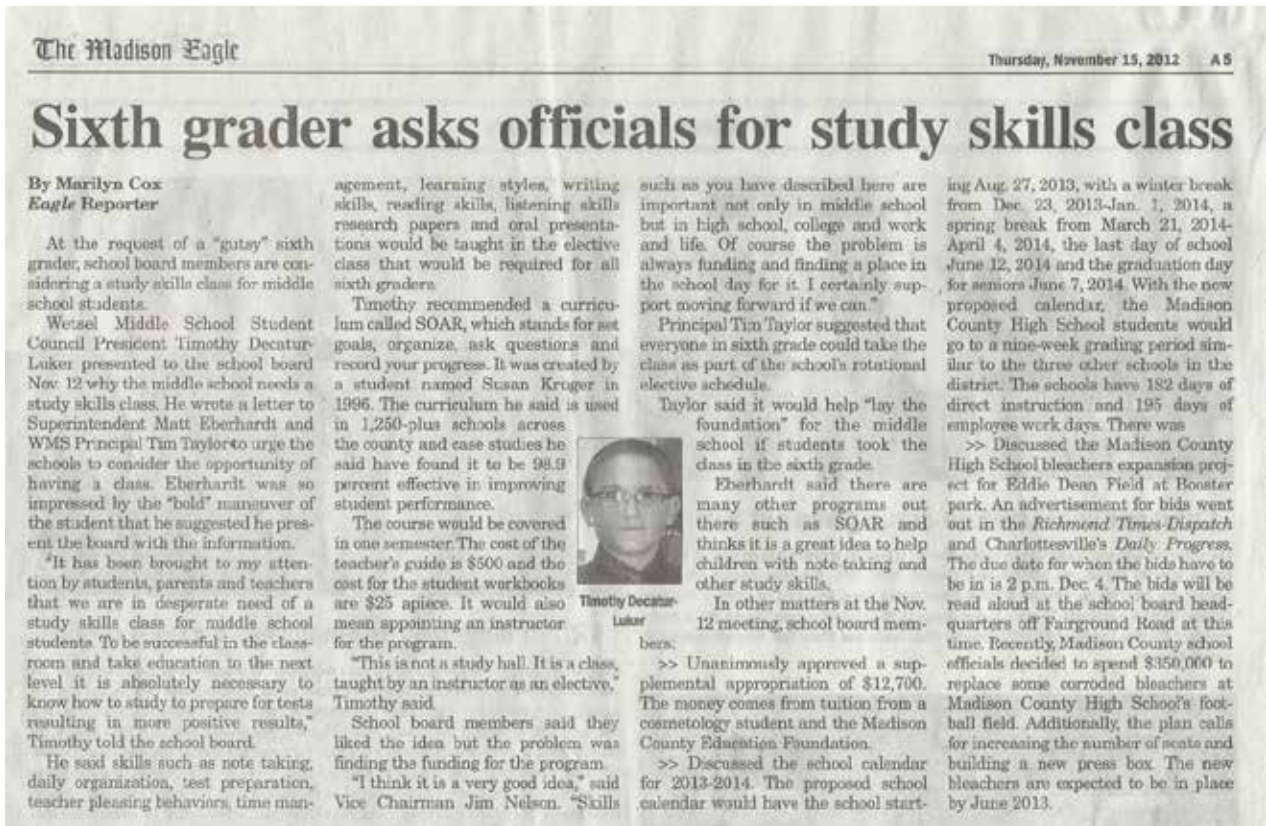 The Madison Eagle
Thursday, November 15, 2012 A5
Sixth grader asks officials for study skills class
By Marilyn Cox
Eagle Reporter
At the request of a "gutsy" sixth
grader, school board members are con-
sidering a study skills class for middle
school students.
Wetsel Middle School Student
Council President Timothy Decatur-
Luker presented to the school board
Nov. 12 why the middle school needs a
study skills class. He wrote a letter to
Superintendent Matt Eberhardt and
WMS Principal Tim Taylor to urge the
schools to consider the opportunity of
having a class. Eberhardt was so
impressed by the "bold" maneuver of
the student that he suggested he pres-
ent the board with the information.
"It has been brought to my atten-
tion by students, parents and teachers
that we are in desperate need of a
study skills class for middle school
students. To be successful in the class-
room and take education to the next
level it is absolutely necessary to
know how to study to prepare for tests
resulting in more positive results,"
Timothy told the school board.
He said skills such as note taking,
daily organization, test preparation,
teacher pleasing behaviors, time man-
agement, learning styles, writing
skills, reading skills, listening skills
research papers and oral presenta-
tions would be taught in the elective
class that would be required for all
sixth graders.
Timothy recommended a curricu-
lum called SOAR, which stands for set
goals, organize, ask questions and
record your progress. It was created by
a student named Susan Kruger in
1996. The curriculum he said is used
in 1,250-plus schools across
the county and case studies he
said have found it to be 98.9
percent effective in improving
student performance.
The course would be covered
in one semester. The cost of the
teacher's guide is $500 and the
cost for the student workbooks
are $25 apiece. It would also
mean appointing an instructor
for the program.
"This is not a study hall. It is a class,
taught by an instructor as an elective,"
Timothy said.
School board members said they
liked the idea but the problem was
finding the funding for the program.
"I think it is a very good idea," said
Vice Chairman Jim Nelson. "Skills
Timothy Decatur-
Luker
such as you have described here are
important not only in middle school
but in high school, college and work
and life. Of course the problem is
always funding and finding a place in
the school day for it. I certainly sup-
port moving forward if we can."
Principal Tim Taylor suggested that
everyone in sixth grade could take the
class as part of the school's rotational
elective schedule.
Taylor said it would help "lay the
foundation" for the middle
school if students took the
class in the sixth grade.
Eberhardt said there are
many other programs out
there such as SOAR and
thinks it is a great idea to help
children with note-taking and
other study skills.
In other matters at the Nov.
12 meeting, school board mem-
bers:
>> Unanimously approved a sup-
plemental appropriation of $12,700.
The money comes from tuition from a
cosmetology student and the Madison
County Education Foundation.
>> Discussed the school calendar
for 2013-2014. The proposed school
calendar would have the school start-
ing Aug. 27, 2013, with a winter break
from Dec. 23, 2013-Jan. 1, 2014, a
spring break from March 21, 2014-
April 4, 2014, the last day of school
June 12, 2014 and the graduation day
for seniors June 7, 2014. With the new
proposed calendar, the Madison
County High School students would
go to a nine-week grading period sim-
ilar to the three other schools in the
district. The schools have 182 days of
direct instruction and 195 days of
employee work days. There was
>> Discussed the Madison County
High School bleachers expansion proj-
ect for Eddie Dean Field at Booster
park. An advertisement for bids went
out in the Richmond Times-Dispatch
and Charlottesville's Daily Progress.
The due date for when the bids have to
be in is 2 p.m. Dec. 4. The bids will be
read aloud at the school board head-
quarters off Fairground Road at this
time. Recently, Madison County school
officials decided to spend $350,000 to
replace some corroded bleachers at
Madison County High School's foot-
ball field. Additionally, the plan calls
for increasing the number of seats and
building a new press box. The new
bleachers are expected to be in place
by June 2013.